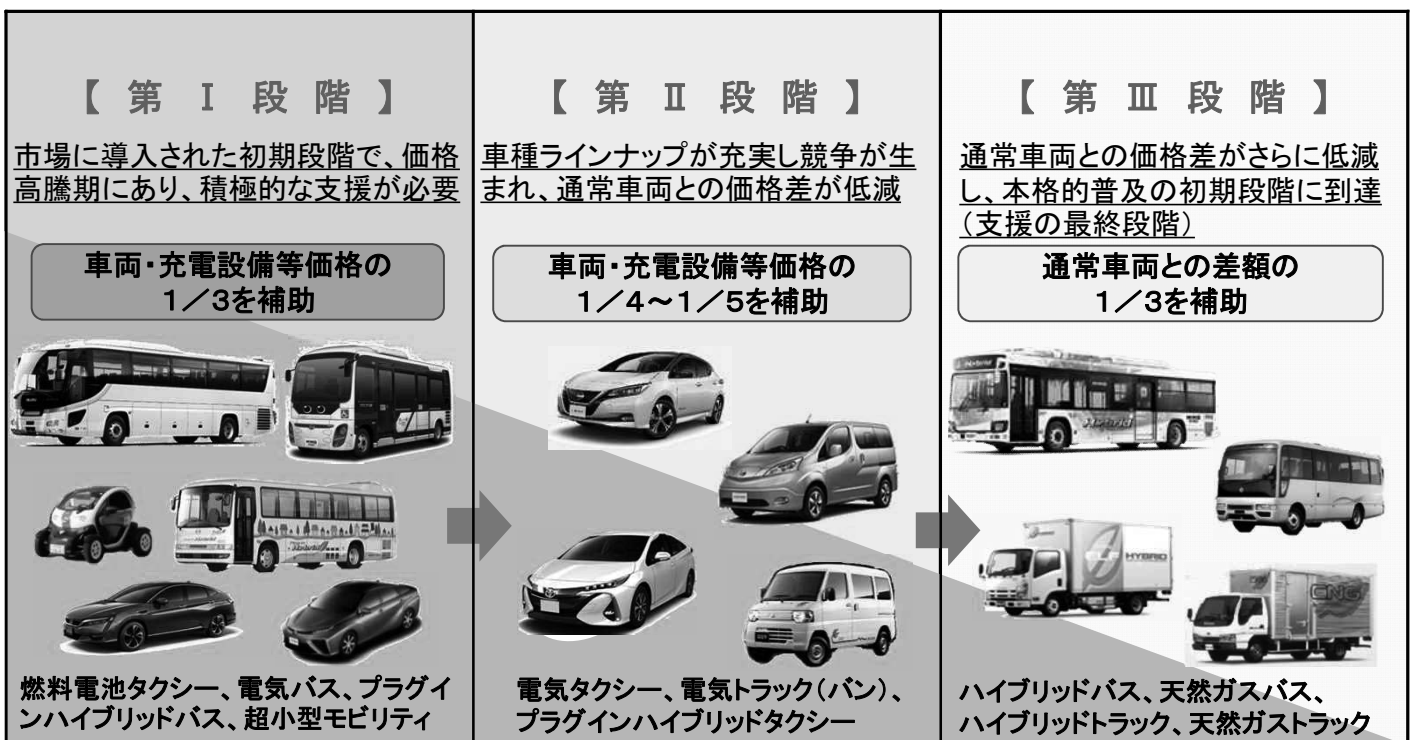 【 第 Ⅰ 段 階 】
市場に導入された初期段階で、価格
高騰期にあり、積極的な支援が必要
車両・充電設備等価格の
1／3を補助
燃料電池タクシー、電気バス、プラグイ
ンハイブリッドバス、超小型モビリティ
【 第 Ⅱ 段 階 】
車種ラインナップが充実し競争が生
まれ、通常車両との価格差が低減
車両・充電設備等価格の
1／4～1／5を補助
電気タクシー、電気トラック（バン）、
プラグインハイブリッドタクシー
【 第 Ⅲ 段 階 】
通常車両との価格差がさらに低減
し、本格的普及の初期段階に到達
（支援の最終段階）
通常車両との差額の
1／3を補助
Hybrid
HYBRID
CNG
ハイブリッドバス、天然ガスバス、
ハイブリッドトラック、天然ガストラック